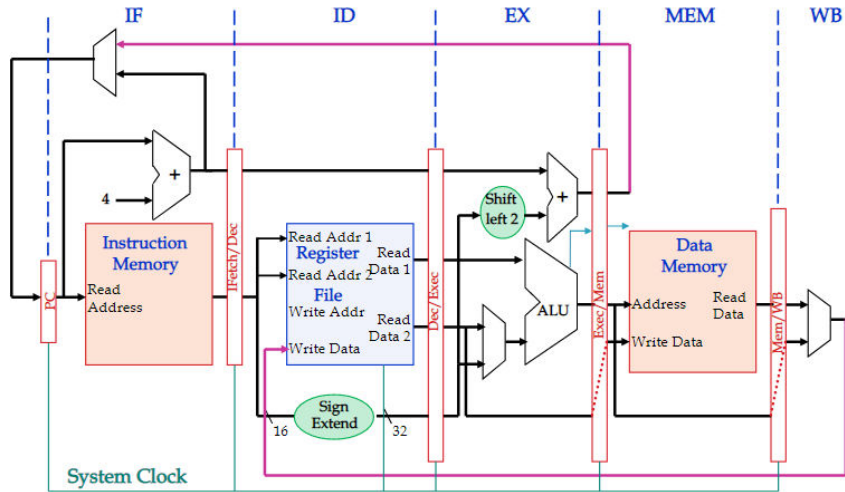 IF ID EX MEM WB
4
+
Instruction
Memory
Read
Address
PC
IFetch/Dec
Read Addr 1
Register
Read
Data 1
Read Addr 2
File
Write Addr
Read
Data 2
Write Data
Sign
Extend
16
32
Dec/Exec
Shift
left 2
+
ALU
Exec/Mem
Data
Memory
Address
Read
Data
Write Data
Mem/WB
System Clock